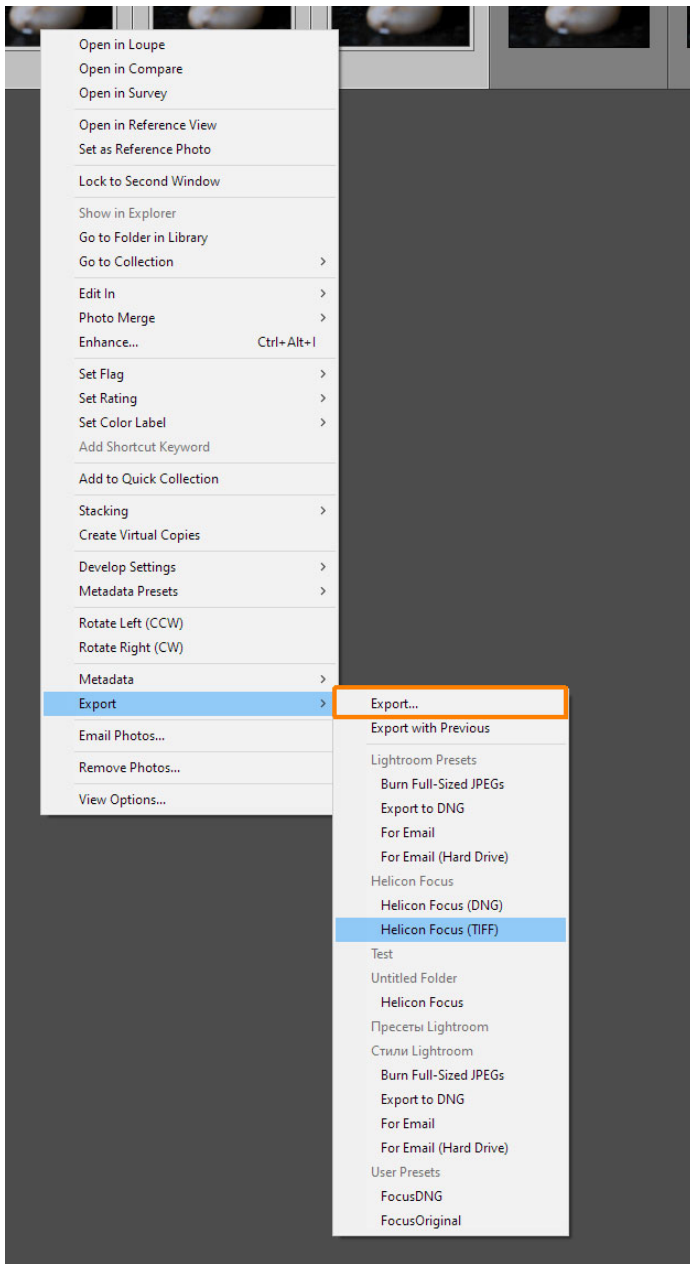 Open in Loupe
Open in Compare
Open in Survey
Open in Reference View
Set as Reference Photo
Lock to Second Window
Show in Explorer
Go to Folder in Library
Go to Collection
Edit In
Photo Merge
Enhance... Ctrl+Alt+I
Set Flag
Set Rating
Set Color Label
Add Shortcut Keyword
Add to Quick Collection
Stacking
Create Virtual Copies
Develop Settings
Metadata Presets
Rotate Left (CCW)
Rotate Right (CW)
Metadata
Export
Email Photos...
Remove Photos...
View Options...
Export...
Export with Previous
Lightroom Presets
Burn Full-Sized JPEGs
Export to DNG
For Email
For Email (Hard Drive)
Helicon Focus
Helicon Focus (DNG)
Helicon Focus (TIFF)
Test
Untitled Folder
Helicon Focus
Пресеты Lightroom
Стили Lightroom
Burn Full-Sized JPEGs
Export to DNG
For Email
For Email (Hard Drive)
User Presets
FocusDNG
FocusOriginal